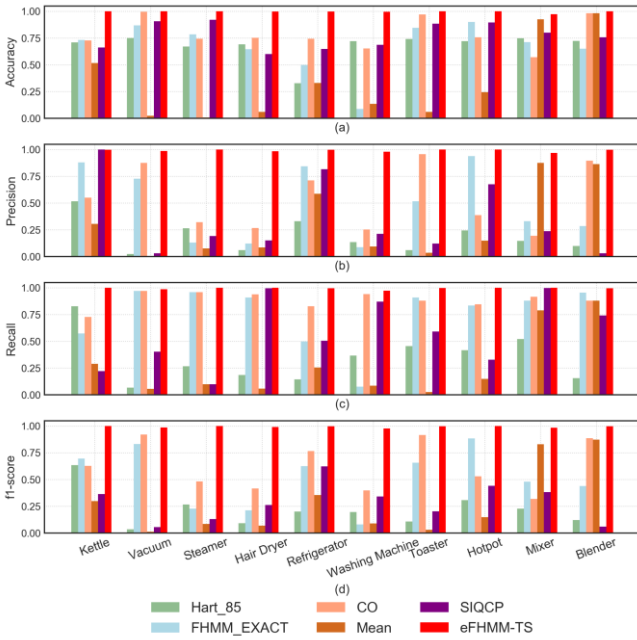 Accuracy
1.00
0.75
0.50
0.25
0.00
(a)
Precision
1.00
0.75
0.50
0.25
0.00
(b)
Recall
1.00
0.75
0.50
0.25
0.00
(c)
f1-score
1.00
0.75
0.50
0.25
0.00
Kettle Vacuum Steamer Hair Dryer Refrigerator Washing Machine Toaster Hotpot Mixer Blender
(d)
Hart_85 CO SIQCP
FHMM_EXACT Mean eFHMM-TS